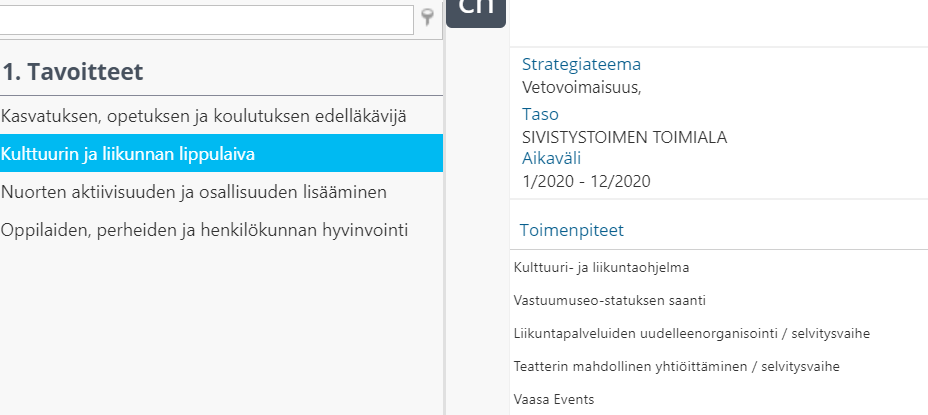 1. Tavoitteet
Kasvatuksen, opetuksen ja koulutuksen edelläkävijä
Kulttuurin ja liikunnan lippulaiva
Nuorten aktiivisuuden ja osallisuuden lisääminen
Oppilaiden, perheiden ja henkilökunnan hyvinvointi
cn
Strategiateema
Vetovoimaisuus,
Taso
SIVISTYSTOIMEN TOIMIALA
Aikaväli
1/2020 - 12/2020
Toimenpiteet
Kulttuuri- ja liikuntaohjelma
Vastuumuseo-statuksen saanti
Liikuntapalveluiden uudelleenorganisointi / selvitysvaihe
Teatterin mahdollinen yhtiöittäminen / selvitysvaihe
Vaasa Events